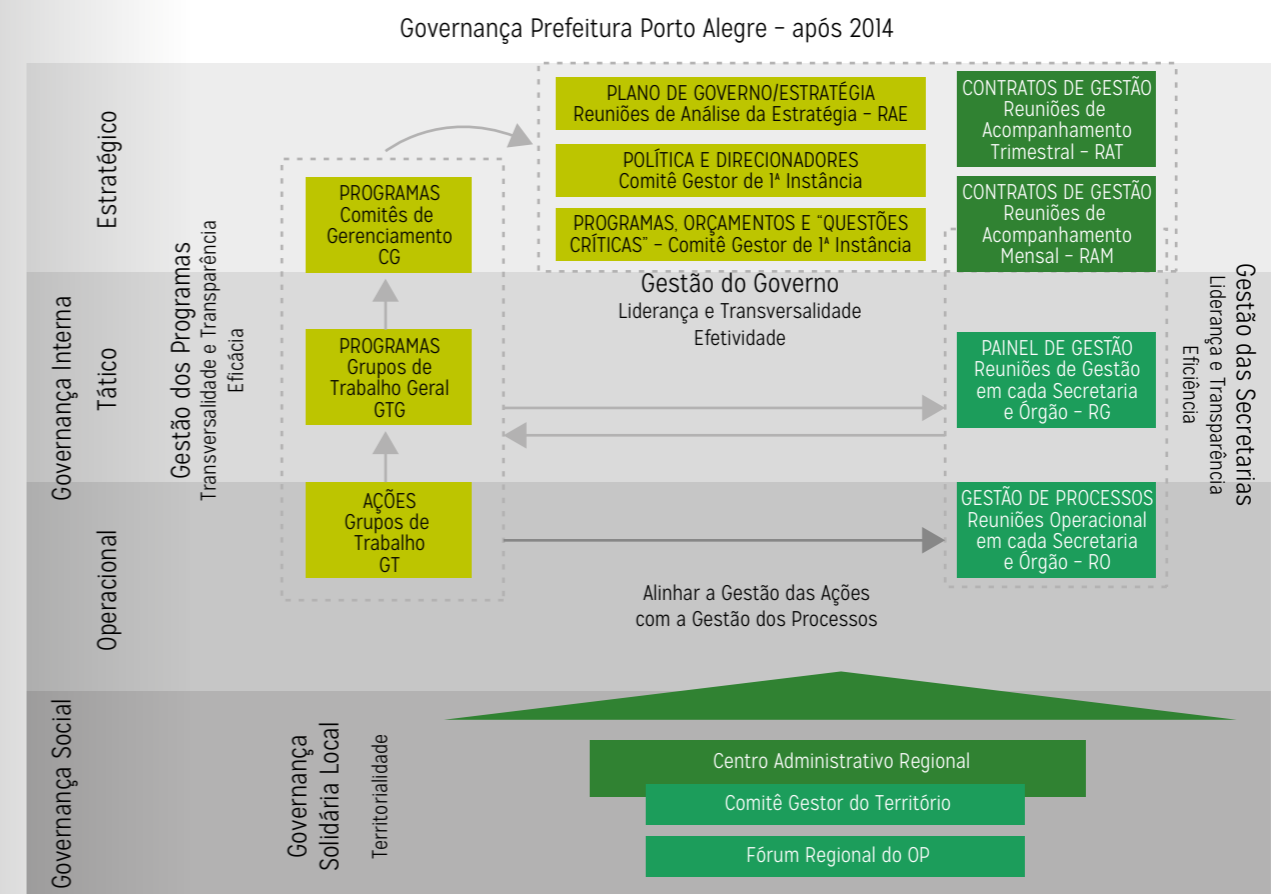 Governança Prefeitura Porto Alegre – após 2014
Governança Interna
Estratégico
Tático
Operacional
Gestão dos Programas
Transversalidade e Transparência
Eficácia
PROGRAMAS
Comitês de
Gerenciamento
CG
PROGRAMAS
Grupos de
Trabalho Geral
GTG
AÇÕES
Grupos de
Trabalho
GT
PLANO DE GOVERNO/ESTRATÉGIA
Reuniões de Análise da Estratégia – RAE
POLÍTICA E DIRECIONADORES
Comitê Gestor de 1ª Instância
PROGRAMAS, ORÇAMENTOS E “QUESTÕES
CRÍTICAS” – Comitê Gestor de 1ª Instância
Gestão do Governo
Liderança e Transversalidade
Efetividade
CONTRATOS DE GESTÃO
Reuniões de
Acompanhamento
Trimestral – RAT
CONTRATOS DE GESTÃO
Reuniões de
Acompanhamento
Mensal – RAM
PAINEL DE GESTÃO
Reuniões de Gestão
em cada Secretaria
e Órgão – RG
GESTÃO DE PROCESSOS
Reuniões Operacional
em cada Secretaria
e Órgão – RO
Gestão das Secretarias
Liderança e Transparência
Eficiência
Alinhar a Gestão das Ações
com a Gestão dos Processos
Governança Social
Governança
Solidária Local
Territorialidade
Centro Administrativo Regional
Comitê Gestor do Território
Fórum Regional do OP